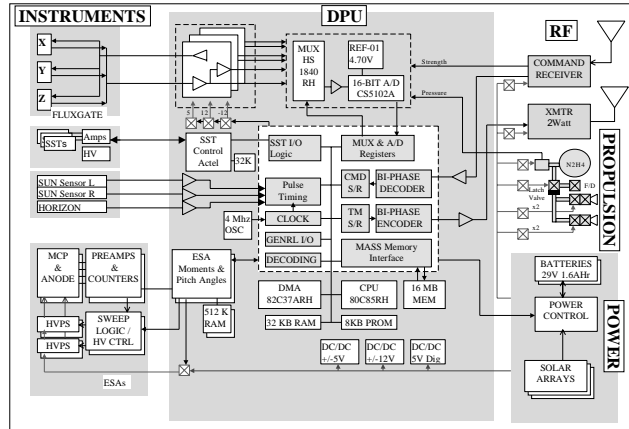 INSTRUMENTS
DPU
RF
X
Y
Z
FLUXGATE
MUX
HS
1840
RH
REF-01
4.70V
16-BIT A/D
CS5102A
Strength
Pressure
COMMAND
RECEIVER
XMTR
2Watt
5
12
-12
SSTs
Amps
HV
SST
Control
Actel
32K
SST I/O
Logic
MUX & A/D
Registers
SUN Sensor L
SUN Sensor R
HORIZON
Pulse
Timing
CMD
S/R
BI-PHASE
DECODER
4 Mhz
OSC
CLOCK
TM
S/R
BI-PHASE
ENCODER
GENRL I/O
DECODING
MASS Memory
Interface
N2H4
Latch
Valve
F/D
x2
x2
PROPULSION
MCP
&
ANODE
PREAMPS
&
COUNTERS
ESA
Moments &
Pitch Angles
512 K
RAM
HVPS
HVPS
SWEEP
LOGIC /
HV CTRL
ESAs
DMA
82C37ARH
CPU
80C85RH
16 MB
MEM
32 KB RAM
8KB PROM
DC/DC
+/-5V
DC/DC
+/-12V
DC/DC
5V Dig
BATTERIES
29V 1.6AHr
POWER
CONTROL
SOLAR
ARRAYS
POWER